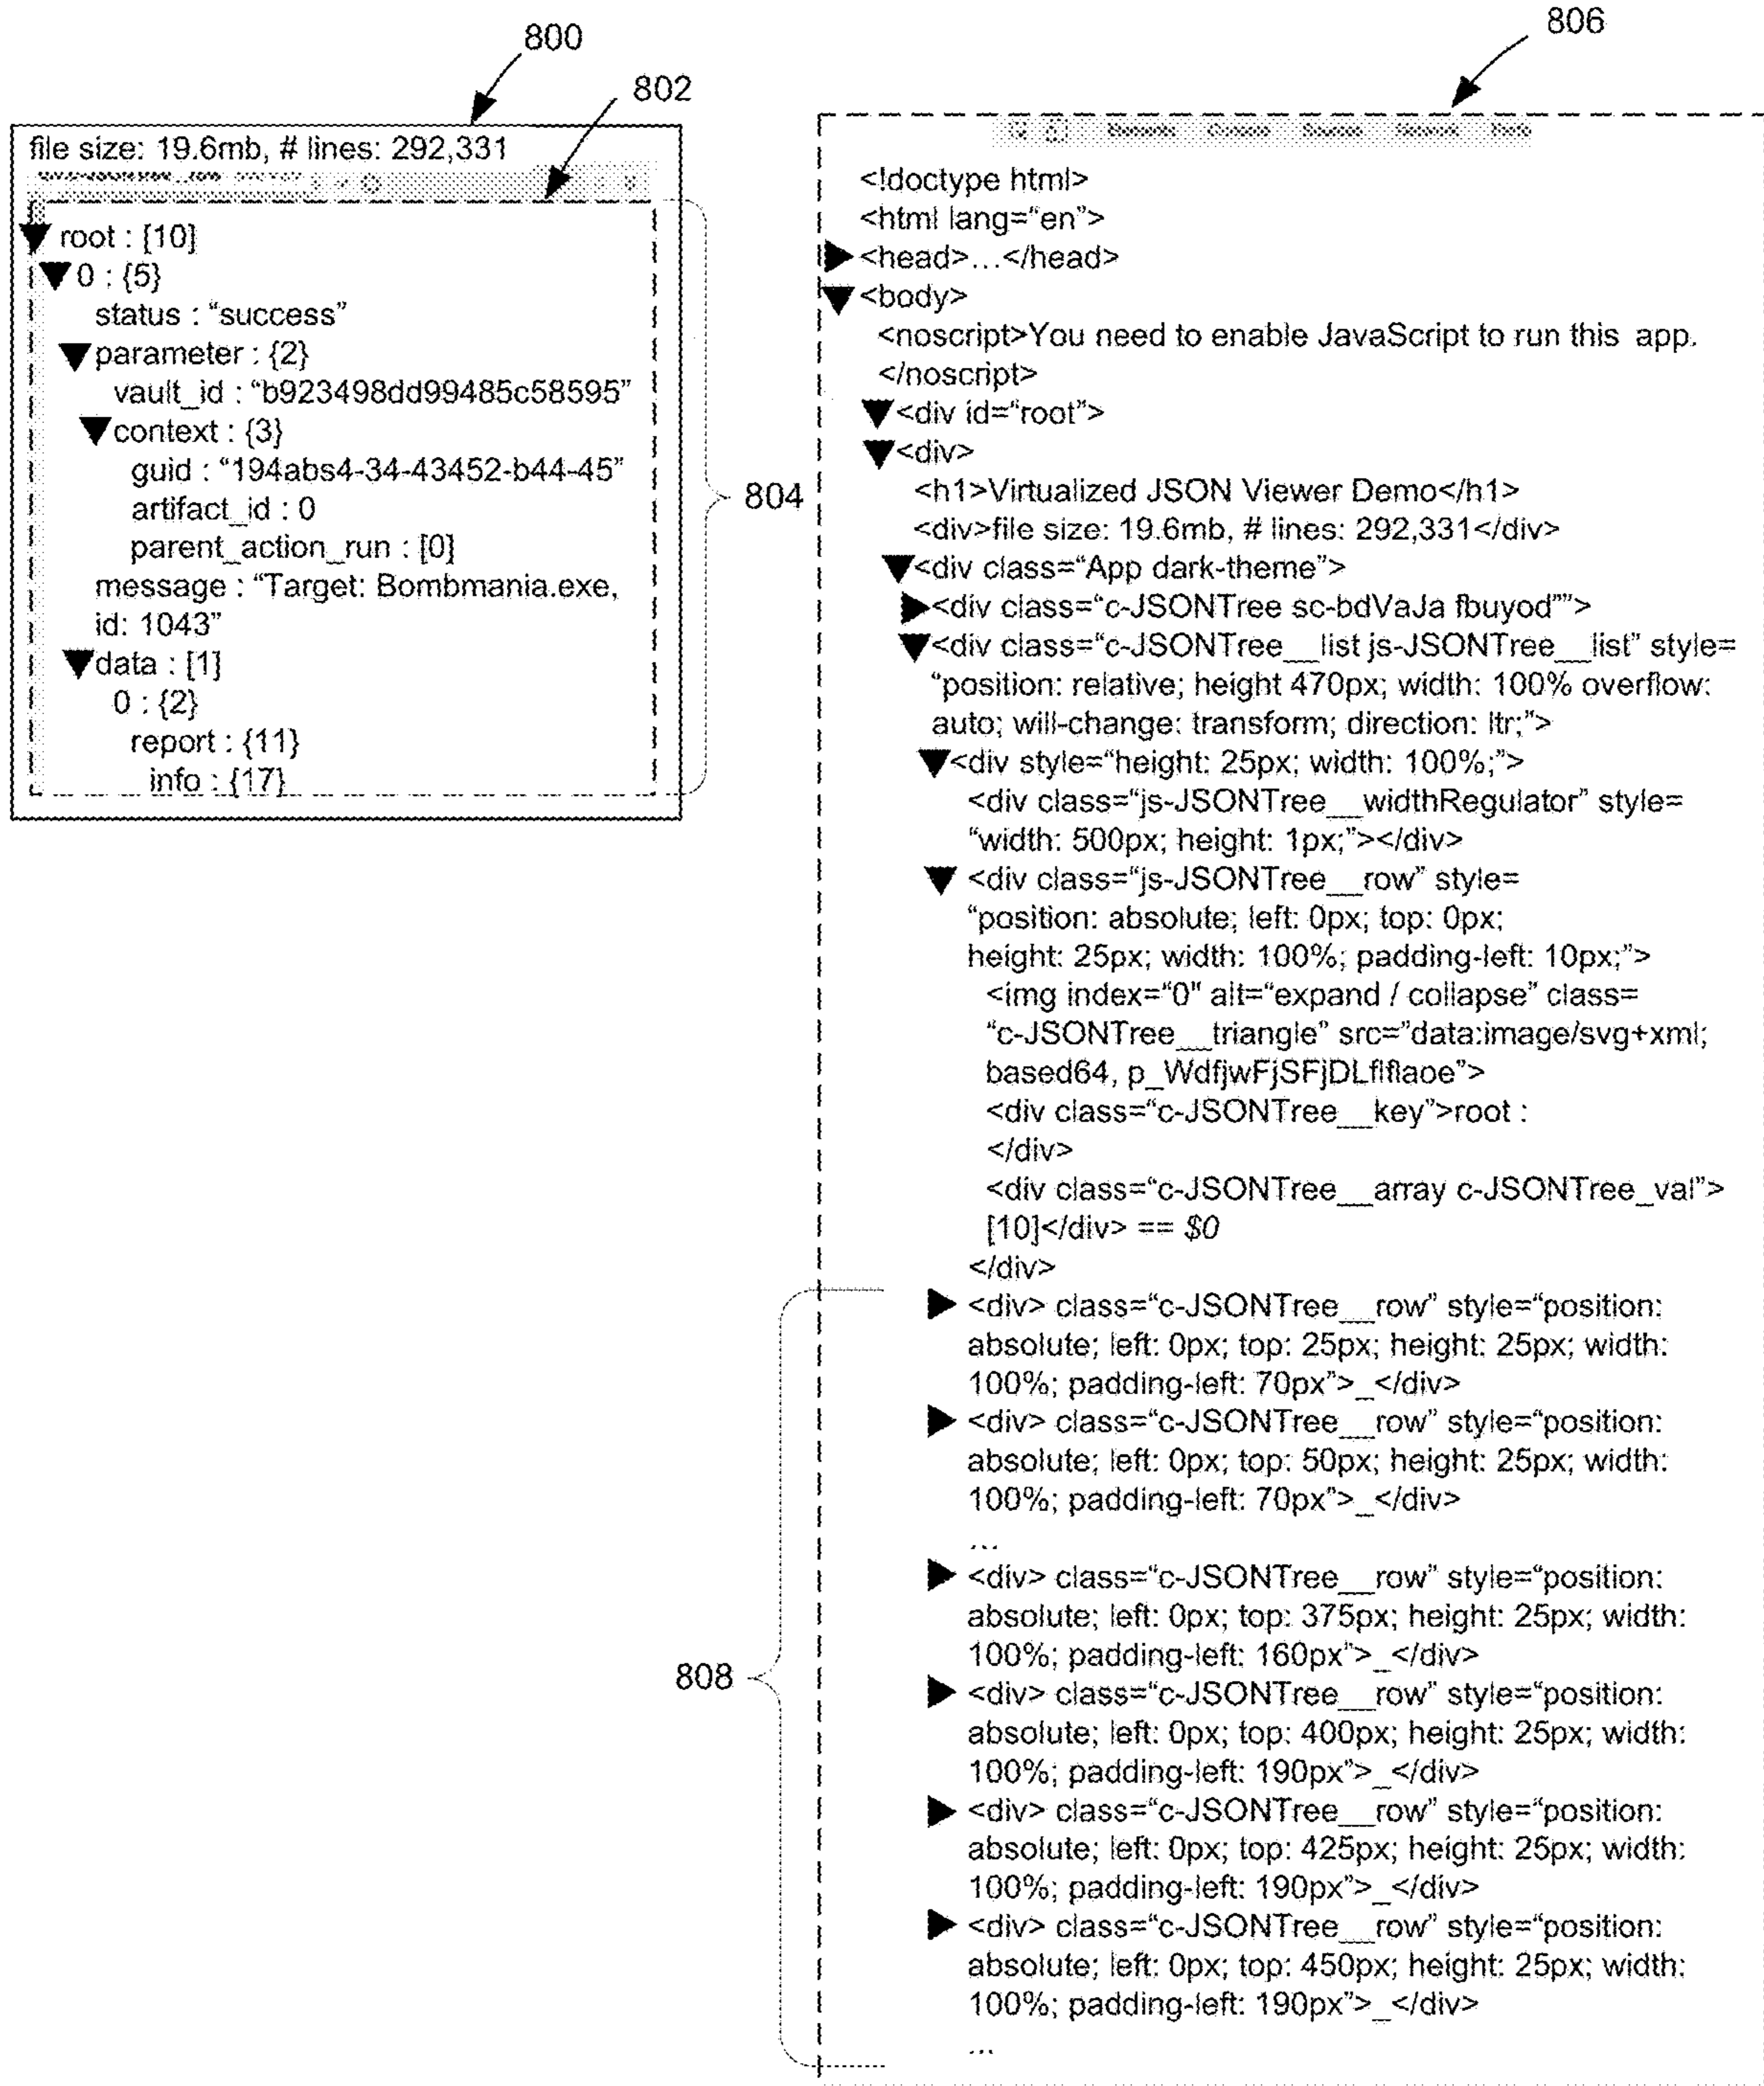 800
802
file size: 19.6mb, # lines: 292,331
root : [10]
0 : {5}
status : “success”
parameter : {2}
vault_id : “b923498dd99485c58595”
context : {3}
guid : “194abs4-34-43452-b44-45”
artifact_id : 0
parent_action_run : [0]
message : “Target: Bombmania.exe,
id: 1043”
data : [1]
0 : {2}
report : {11}
info : {17}
804
806
<!doctype html>
<html lang=“en”>
<head>...</head>
<body>
<noscript>You need to enable JavaScript to run this app.
</noscript>
<div id=“root”>
<div>
<h1>Virtualized JSON Viewer Demo</h1>
<div>file size: 19.6mb, # lines: 292,331</div>
<div class=“App dark-theme”>
<div class=“c-JSONTree sc-bdVaJa fbuyod””>
<div class=“c-JSONTree__list js-JSONTree__list” style=
“position: relative; height 470px; width: 100% overflow:
auto; will-change: transform; direction: ltr;”>
<div style=“height: 25px; width: 100%;”>
<div class=“js-JSONTree__widthRegulator” style=
“width: 500px; height: 1px;”></div>
<div class=“js-JSONTree__row” style=
“position: absolute; left: 0px; top: 0px;
height: 25px; width: 100%; padding-left: 10px;”>
<img index=“0" alt=“expand / collapse” class=
“c-JSONTree__triangle” src=”data:image/svg+xml;
based64, p_WdfjwFjSFjDLflflaoe”>
<div class=“c-JSONTree__key”>root :
</div>
<div class=“c-JSONTree__array c-JSONTree_val”>
[10]</div> == $0
</div>
<div> class=“c-JSONTree__row” style=“position:
absolute; left: 0px; top: 25px; height: 25px; width:
100%; padding-left: 70px”>_</div>
<div> class=“c-JSONTree__row” style=“position:
absolute; left: 0px; top: 50px; height: 25px; width:
100%; padding-left: 70px”>_</div>
...
<div> class=“c-JSONTree__row” style=“position:
absolute; left: 0px; top: 375px; height: 25px; width:
100%; padding-left: 160px”>_</div>
<div> class=“c-JSONTree__row” style=“position:
absolute; left: 0px; top: 400px; height: 25px; width:
100%; padding-left: 190px”>_</div>
<div> class=“c-JSONTree__row” style=“position:
absolute; left: 0px; top: 425px; height: 25px; width:
100%; padding-left: 190px”>_</div>
<div> class=“c-JSONTree__row” style=“position:
absolute; left: 0px; top: 450px; height: 25px; width:
100%; padding-left: 190px”>_</div>
...
808